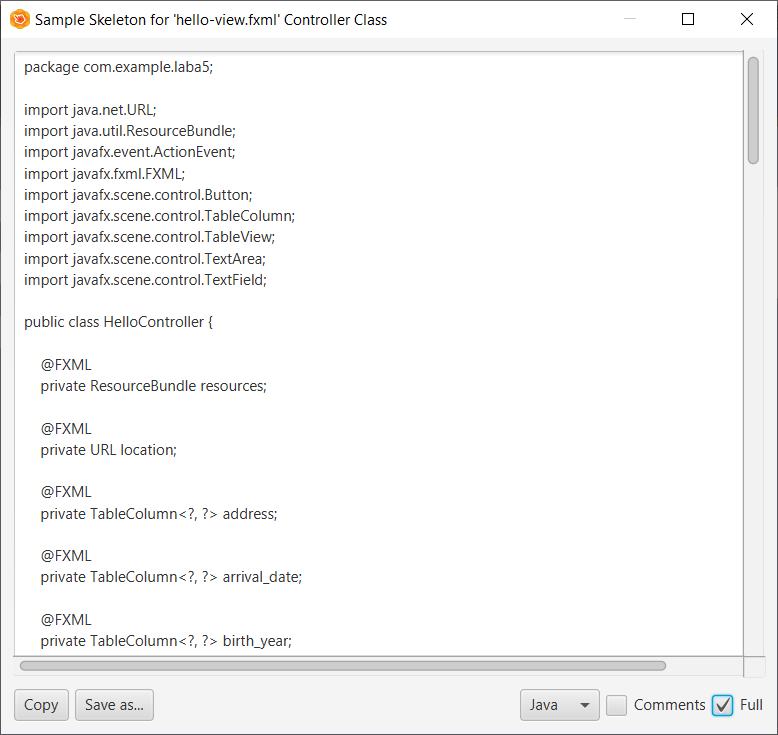 Sample Skeleton for 'hello-view.fxml' Controller Class
package com.example.laba5;
import java.net.URL;
import java.util.ResourceBundle;
import javafx.event.ActionEvent;
import javafx.fxml.FXML;
import javafx.scene.control.Button;
import javafx.scene.control.TableColumn;
import javafx.scene.control.TableView;
import javafx.scene.control.TextArea;
import javafx.scene.control.TextField;
public class HelloController {
@FXML
private ResourceBundle resources;
@FXML
private URL location;
@FXML
private TableColumn<?, ?> address;
@FXML
private TableColumn<?, ?> arrival_date;
@FXML
private TableColumn<?, ?> birth_year;
Copy Save as... Java Comments Full